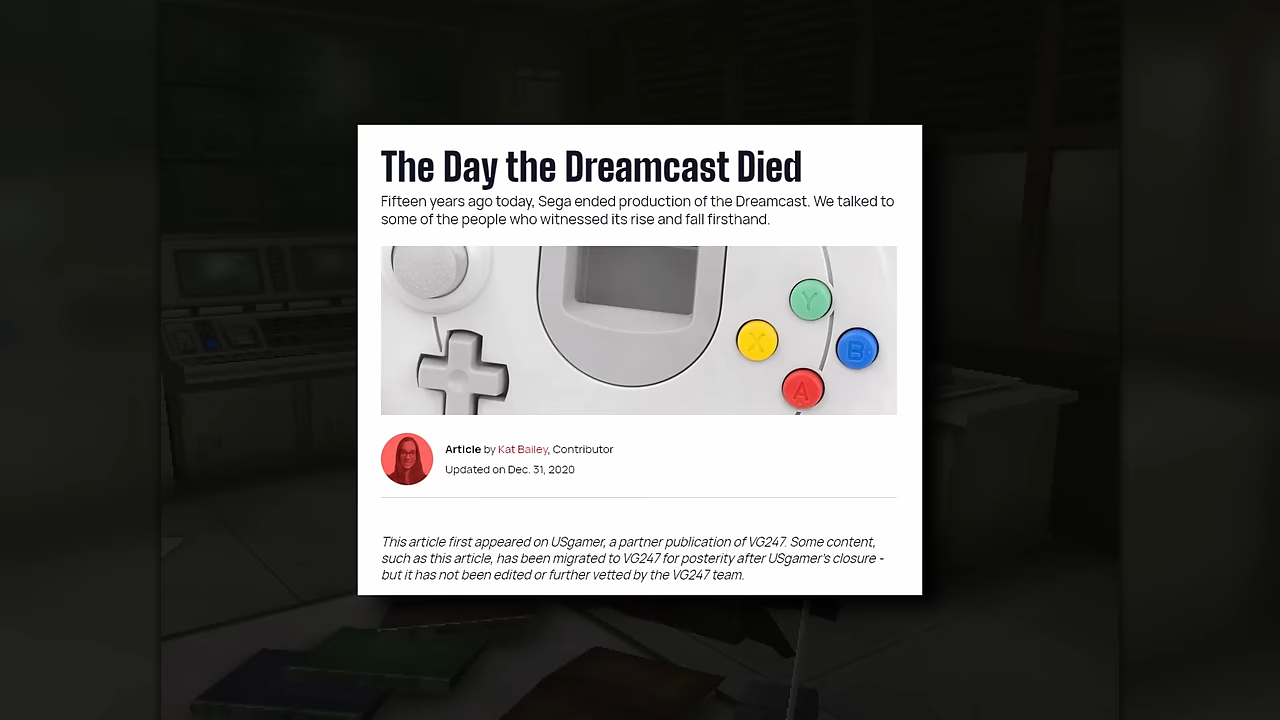 The Day the Dreamcast Died
Fifteen years ago today, Sega ended production of the Dreamcast. We talked to
some of the people who witnessed its rise and fall firsthand.
Y
X
B
A
Article by Kat Bailey, Contributor
Updated on Dec. 31, 2020
This article first appeared on USgamer, a partner publication of VG247. Some content,
such as this article, has been migrated to VG247 for posterity after USgamer's closure -
but it has not been edited or further vetted by the VG247 team.